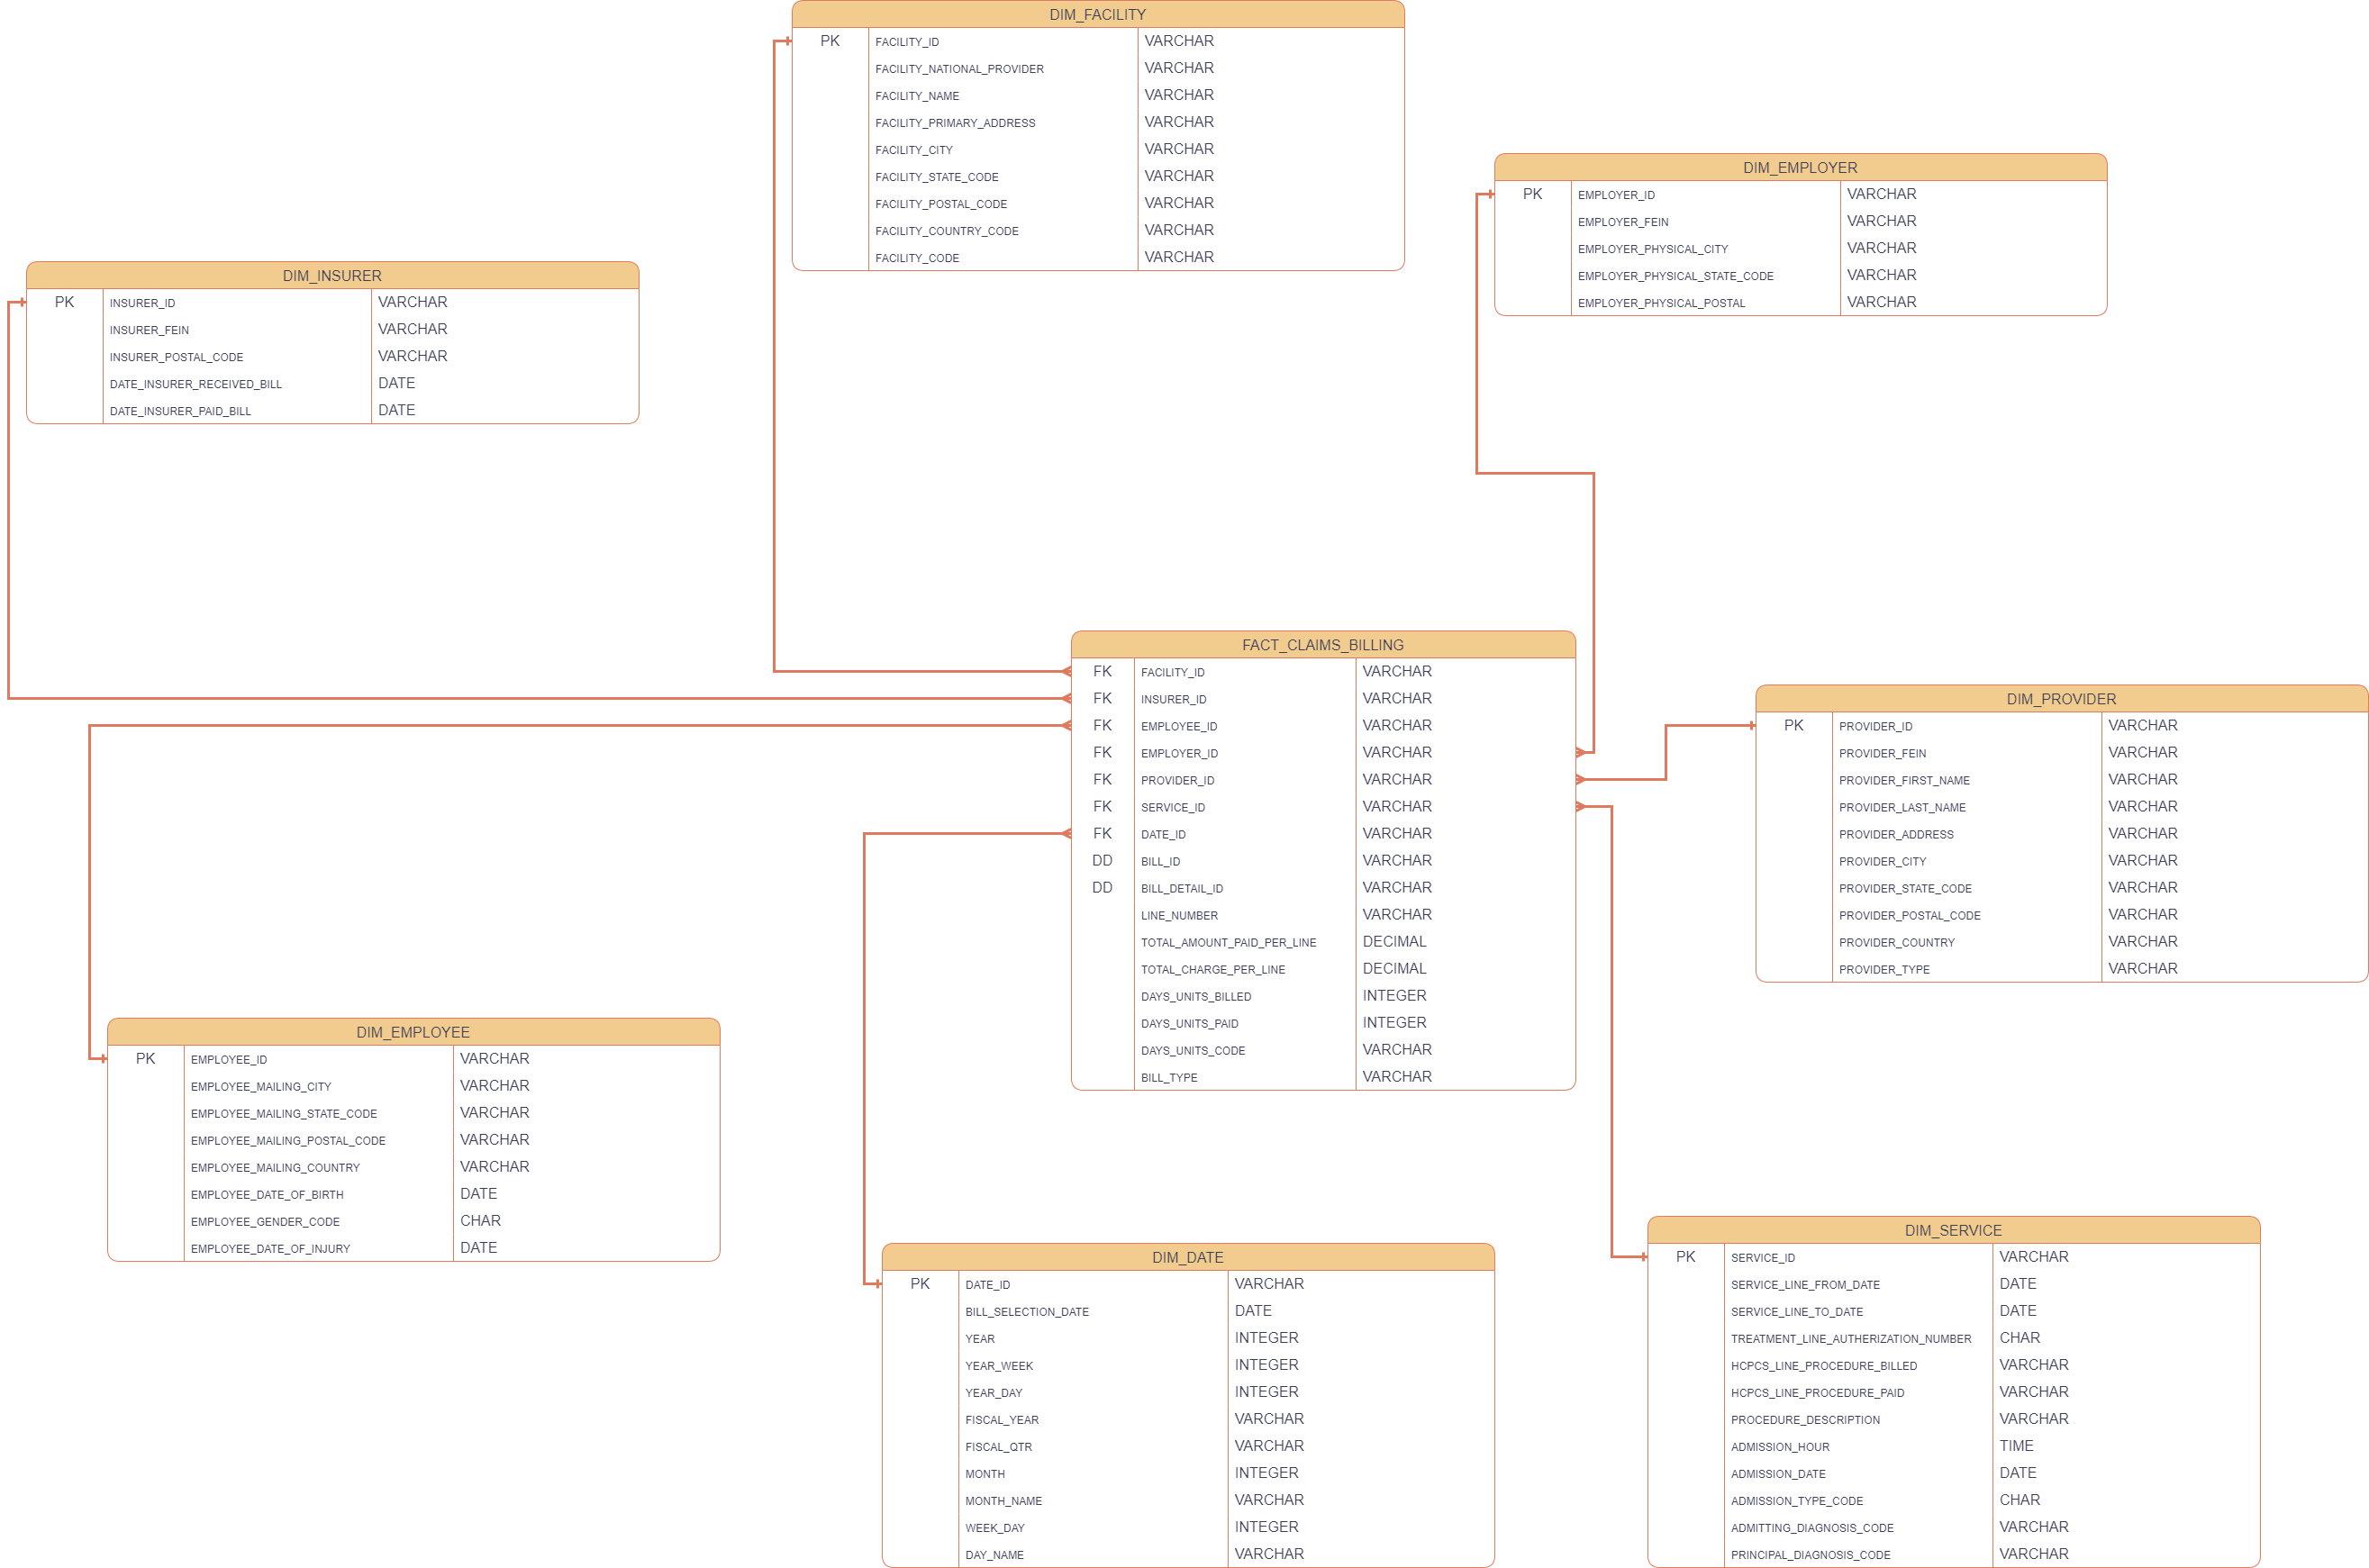 DIM_FACILITY
PK FACILITY_ID VARCHAR
FACILITY_NATIONAL_PROVIDER VARCHAR
FACILITY_NAME VARCHAR
FACILITY_PRIMARY_ADDRESS VARCHAR
FACILITY_CITY VARCHAR
FACILITY_STATE_CODE VARCHAR
FACILITY_POSTAL_CODE VARCHAR
FACILITY_COUNTRY_CODE VARCHAR
FACILITY_CODE VARCHAR
DIM_EMPLOYER
PK EMPLOYER_ID VARCHAR
EMPLOYER_FEIN VARCHAR
EMPLOYER_PHYSICAL_CITY VARCHAR
EMPLOYER_PHYSICAL_STATE_CODE VARCHAR
EMPLOYER_PHYSICAL_POSTAL VARCHAR
DIM_INSURER
PK INSURER_ID VARCHAR
INSURER_FEIN VARCHAR
INSURER_POSTAL_CODE VARCHAR
DATE_INSURER_RECEIVED_BILL DATE
DATE_INSURER_PAID_BILL DATE
FACT_CLAIMS_BILLING
FK FACILITY_ID VARCHAR
FK INSURER_ID VARCHAR
FK EMPLOYEE_ID VARCHAR
FK EMPLOYER_ID VARCHAR
FK PROVIDER_ID VARCHAR
FK SERVICE_ID VARCHAR
FK DATE_ID VARCHAR
DD BILL_ID VARCHAR
DD BILL_DETAIL_ID VARCHAR
LINE_NUMBER VARCHAR
TOTAL_AMOUNT_PAID_PER_LINE DECIMAL
TOTAL_CHARGE_PER_LINE DECIMAL
DAYS_UNITS_BILLED INTEGER
DAYS_UNITS_PAID INTEGER
DAYS_UNITS_CODE VARCHAR
BILL_TYPE VARCHAR
DIM_PROVIDER
PK PROVIDER_ID VARCHAR
PROVIDER_FEIN VARCHAR
PROVIDER_FIRST_NAME VARCHAR
PROVIDER_LAST_NAME VARCHAR
PROVIDER_ADDRESS VARCHAR
PROVIDER_CITY VARCHAR
PROVIDER_STATE_CODE VARCHAR
PROVIDER_POSTAL_CODE VARCHAR
PROVIDER_COUNTRY VARCHAR
PROVIDER_TYPE VARCHAR
DIM_EMPLOYEE
PK EMPLOYEE_ID VARCHAR
EMPLOYEE_MAILING_CITY VARCHAR
EMPLOYEE_MAILING_STATE_CODE VARCHAR
EMPLOYEE_MAILING_POSTAL_CODE VARCHAR
EMPLOYEE_MAILING_COUNTRY VARCHAR
EMPLOYEE_DATE_OF_BIRTH DATE
EMPLOYEE_GENDER_CODE CHAR
EMPLOYEE_DATE_OF_INJURY DATE
DIM_DATE
PK DATE_ID VARCHAR
BILL_SELECTION_DATE DATE
YEAR INTEGER
YEAR_WEEK INTEGER
YEAR_DAY INTEGER
FISCAL_YEAR VARCHAR
FISCAL_QTR VARCHAR
MONTH INTEGER
MONTH_NAME VARCHAR
WEEK_DAY INTEGER
DAY_NAME VARCHAR
DIM_SERVICE
PK SERVICE_ID VARCHAR
SERVICE_LINE_FROM_DATE DATE
SERVICE_LINE_TO_DATE DATE
TREATMENT_LINE_AUTHERIZATION_NUMBER CHAR
HCPCS_LINE_PROCEDURE_BILLED VARCHAR
HCPCS_LINE_PROCEDURE_PAID VARCHAR
PROCEDURE_DESCRIPTION VARCHAR
ADMISSION_HOUR TIME
ADMISSION_DATE DATE
ADMISSION_TYPE_CODE CHAR
ADMITTING_DIAGNOSIS_CODE VARCHAR
PRINCIPAL_DIAGNOSIS_CODE VARCHAR